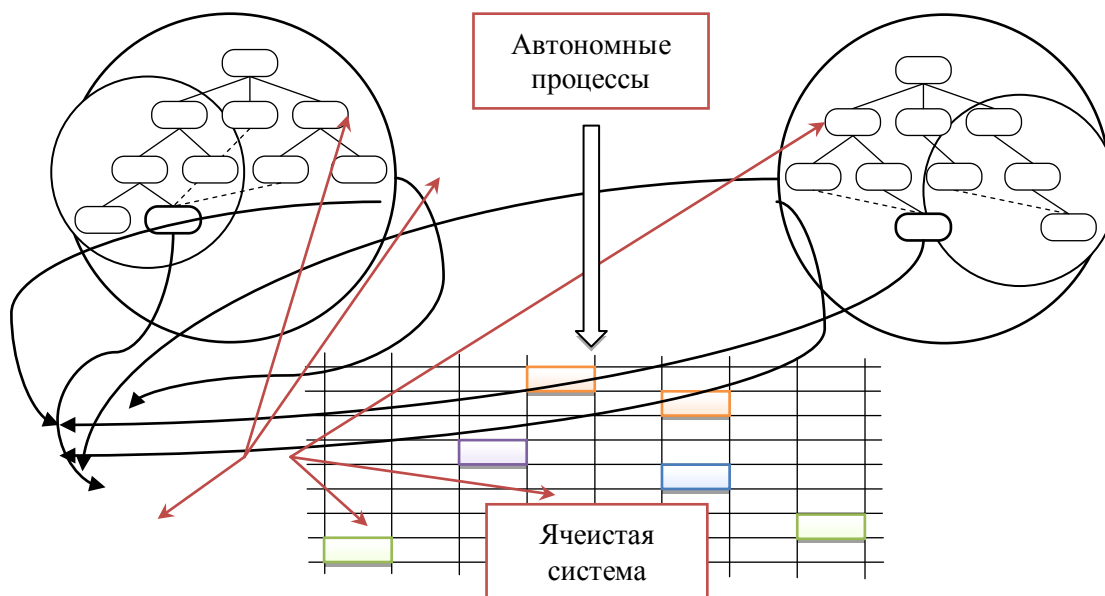 Автономные
процессы
Ячеистая
система